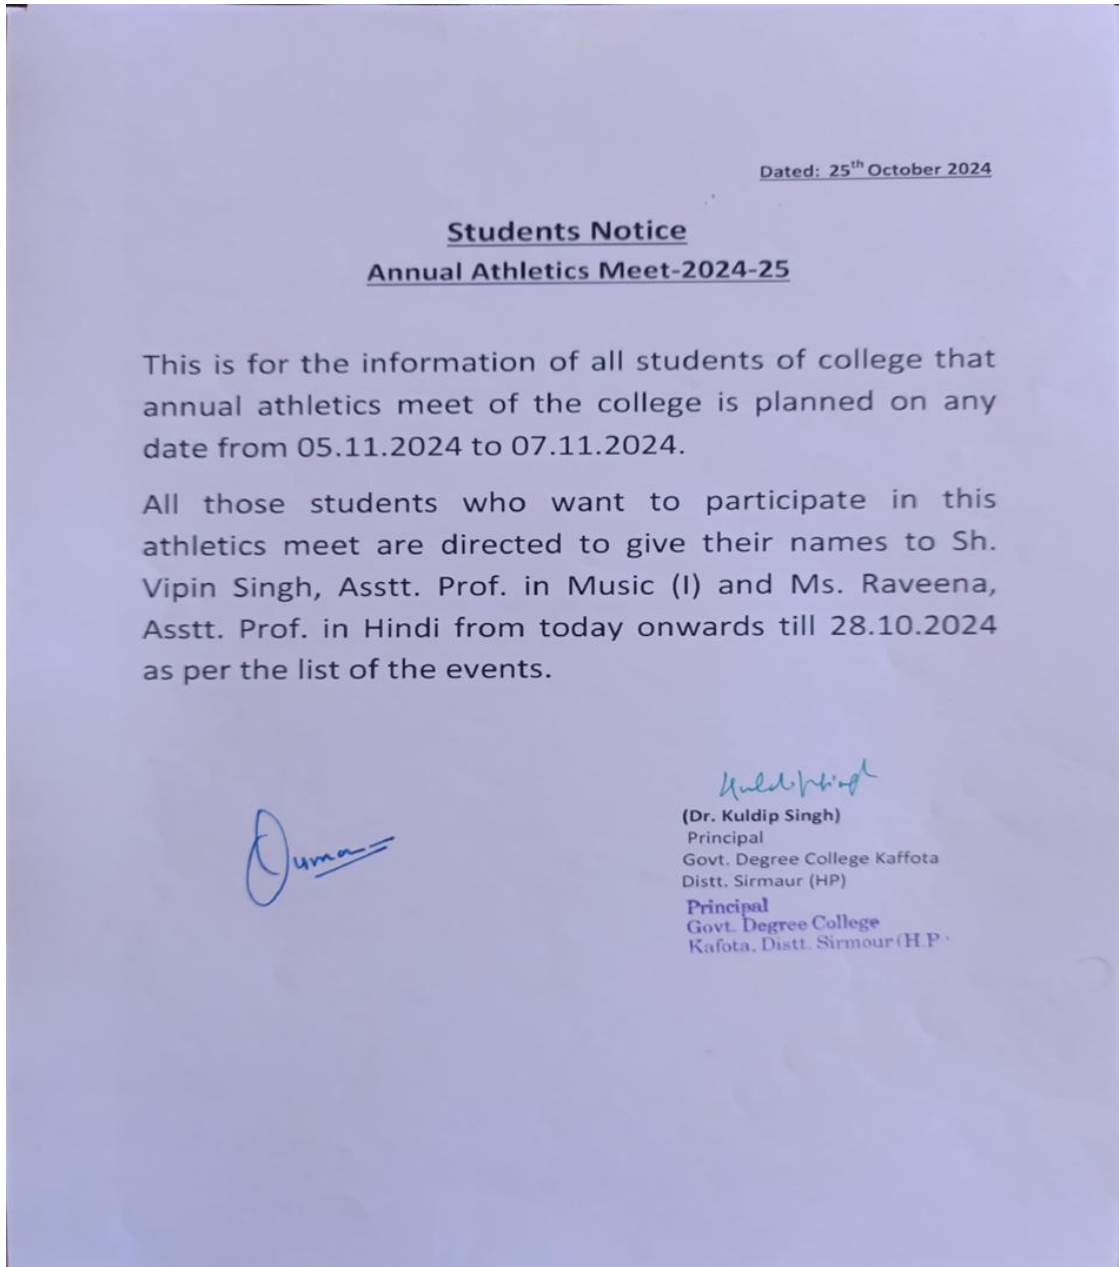 Dated: 25th October 2024
Students Notice
Annual Athletics Meet-2024-25
This is for the information of all students of college that
annual athletics meet of the college is planned on any
date from 05.11.2024 to 07.11.2024.
All those students who want to participate in this
athletics meet are directed to give their names to Sh.
Vipin Singh, Asstt. Prof. in Music (I) and Ms. Raveena,
Asstt. Prof. in Hindi from today onwards till 28.10.2024
as per the list of the events.
(Dr. Kuldip Singh)
Principal
Govt. Degree College Kaffota
Distt. Sirmaur (HP)
Principal
Govt. Degree College
Kafota, Distt. Sirmour (H.P.